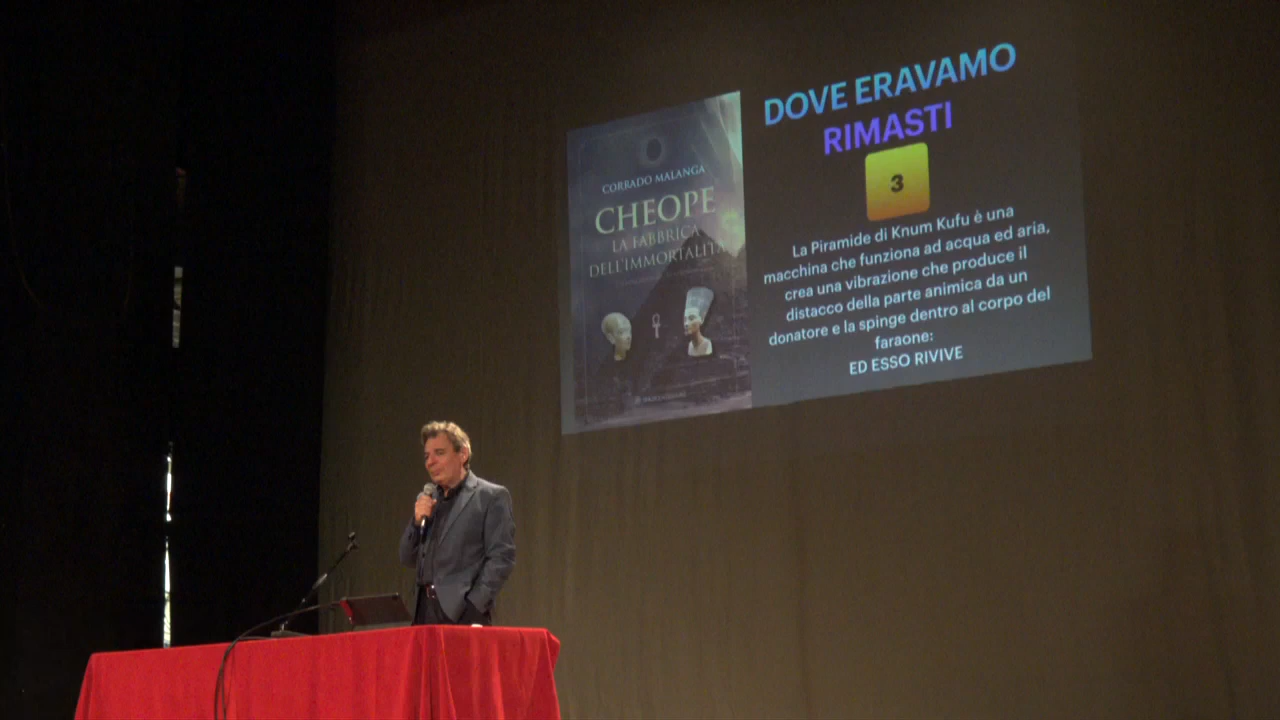 CORRADO MALANGA
CHEOPE
LA FABBRICA
DELL'IMMORTALITÀ
DOVE ERAVAMO
RIMASTI
3
La Piramide di Knum Kufu è una
macchina che funziona ad acqua ed aria,
crea una vibrazione che produce il
distacco della parte animica da un
donatore e la spinge dentro al corpo del
faraone:
ED ESSO RIVIVE